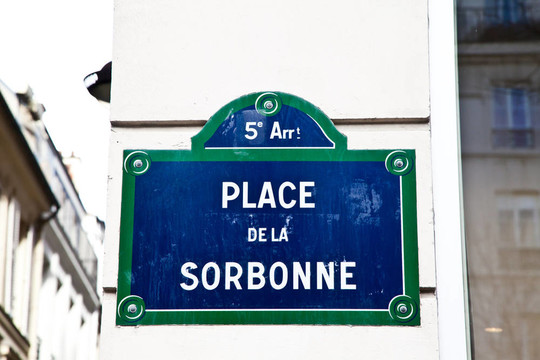 5e Arrt
PLACE
DE LA
SORBONNE